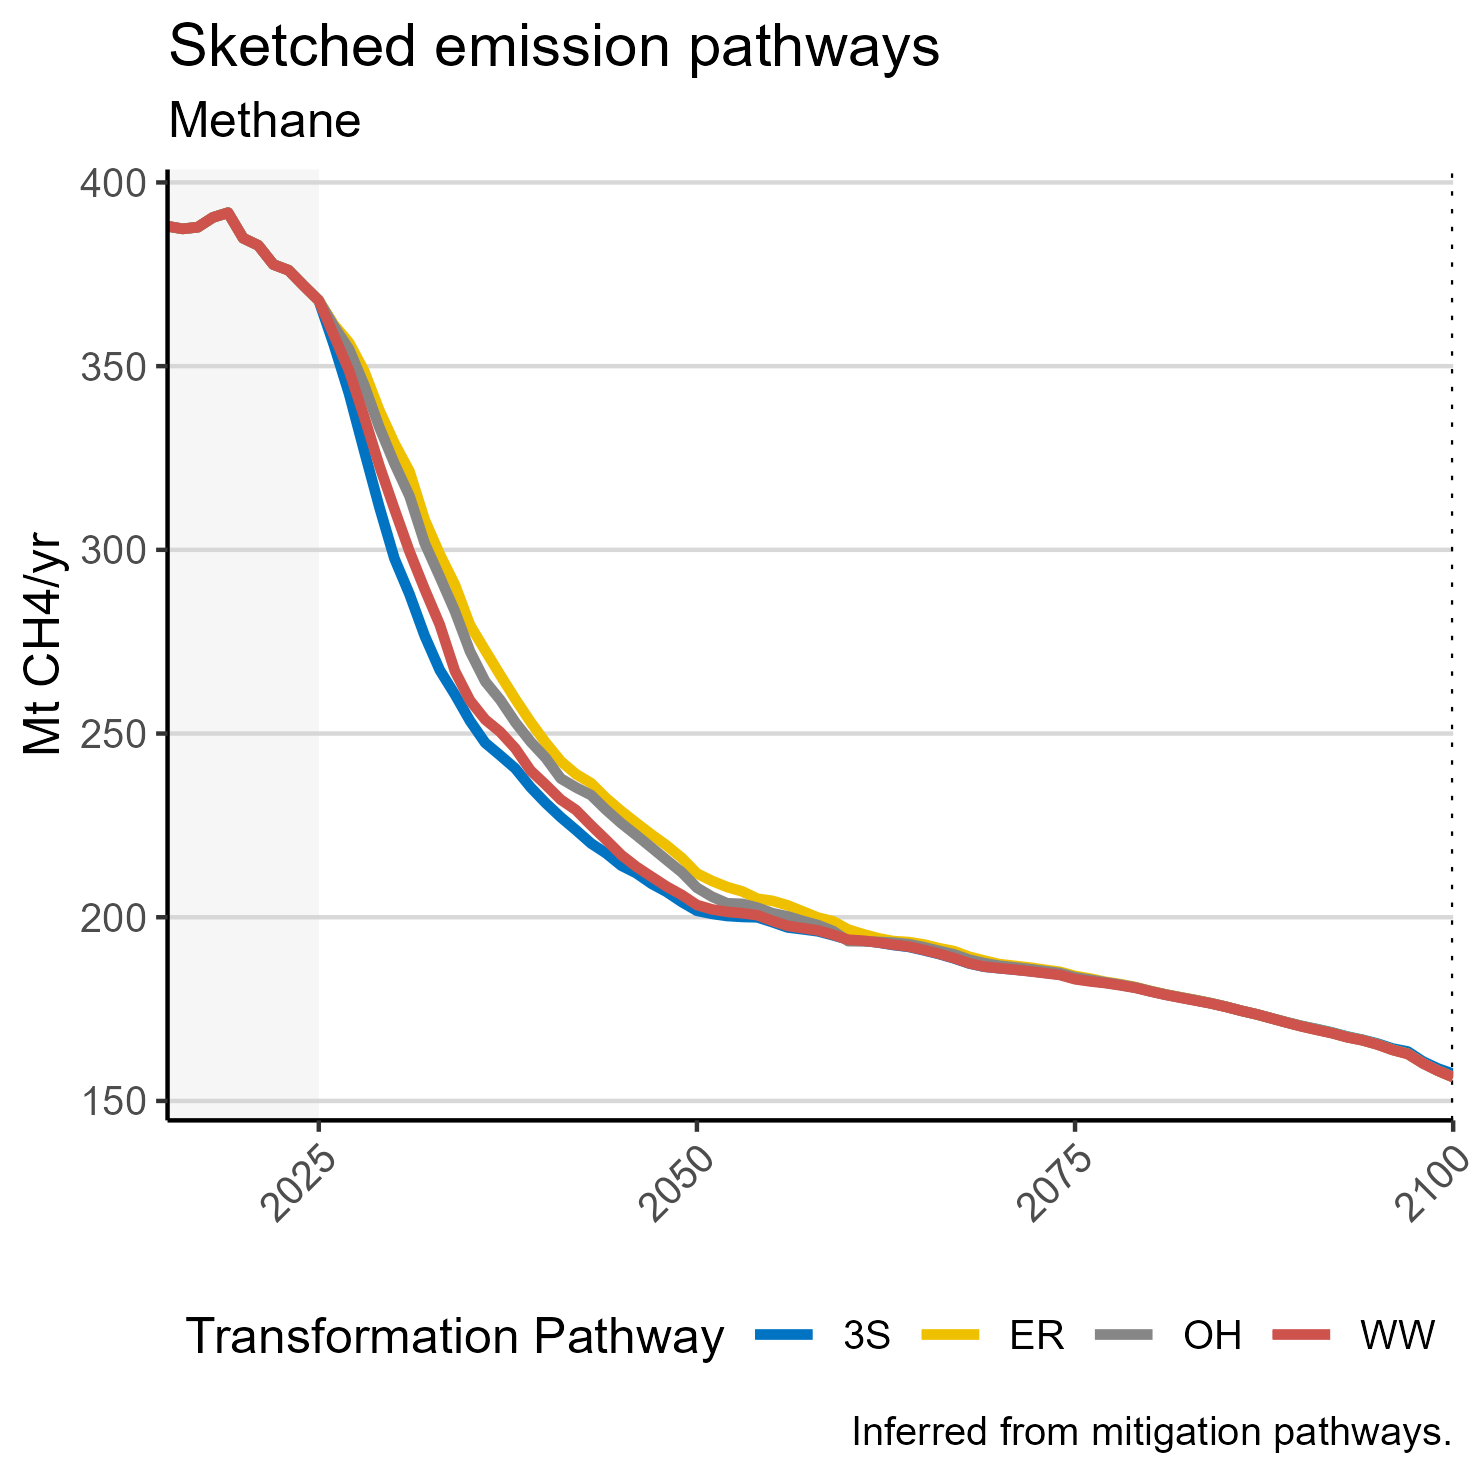 Sketched emission pathways
Methane
Mt CH4/yr
400
350
300
250
200
150
2025
2050
2075
2100
Transformation Pathway 3S ER OH WW
Inferred from mitigation pathways.